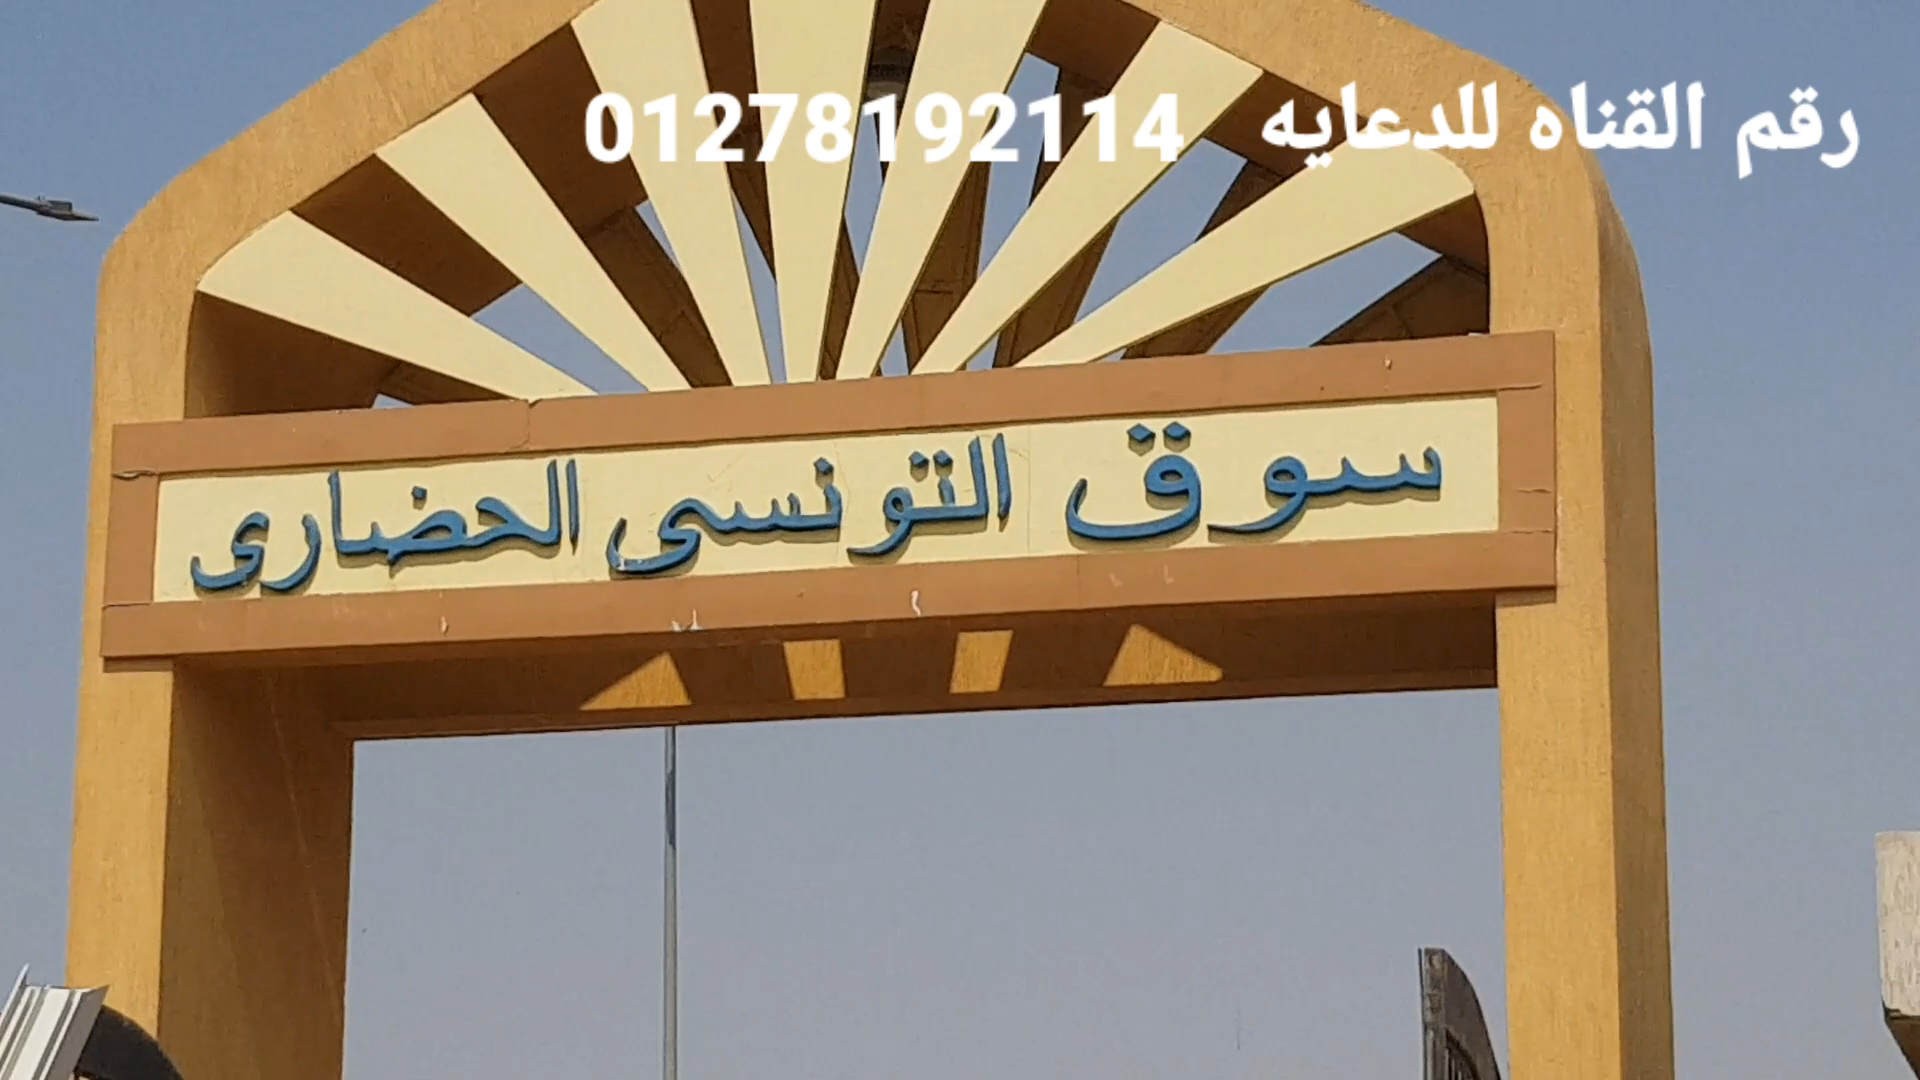 رقم القناه للدعايه 01278192114
سوق التونسى الحضارى